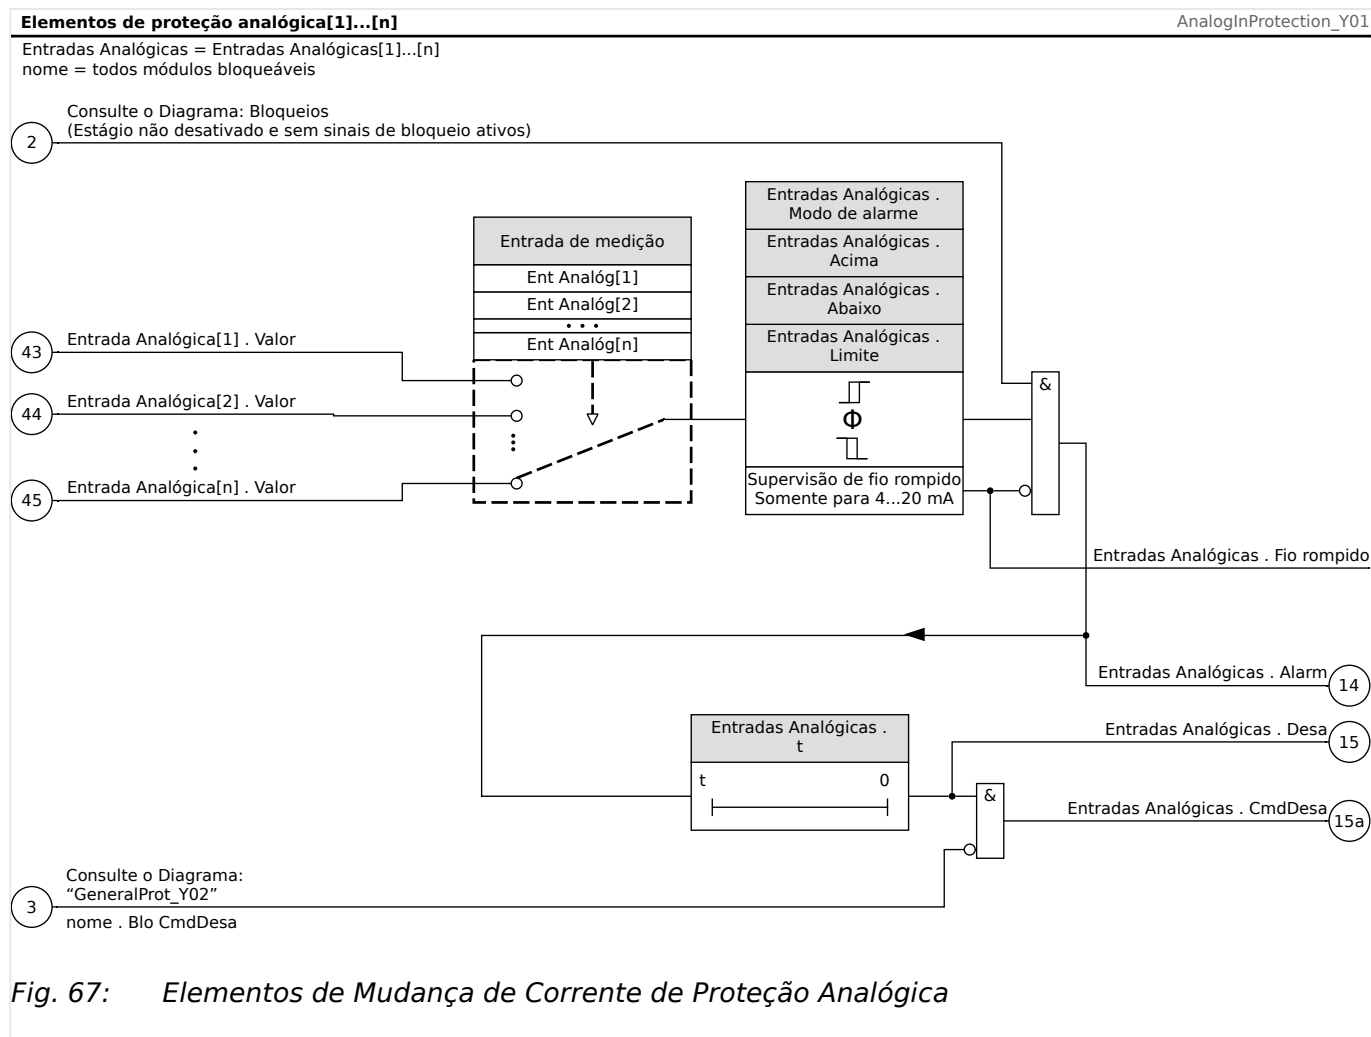 Elementos de proteção analógica[1]...[n]
AnalogInProtection_Y01
Entradas Analógicas = Entradas Analógicas[1]...[n]
nome = todos módulos bloqueáveis
Consulte o Diagrama: Bloqueios
(Estágio não desativado e sem sinais de bloqueio ativos)
2
Entradas Analógicas .
Modo de alarme
Entradas Analógicas .
Acima
Entradas Analógicas .
Abaixo
Entradas Analógicas .
Limite
Entrada de medição
Ent Analóg[1]
Ent Analóg[2]
• • •
Ent Analóg[n]
43
Entrada Analógica[1] . Valor
44
Entrada Analógica[2] . Valor
45
Entrada Analógica[n] . Valor
&
Φ
Supervisão de fio rompido
Somente para 4...20 mA
Entradas Analógicas . Fio rompido
Entradas Analógicas . Alarm
14
Entradas Analógicas .
t
t 0
Entradas Analógicas . Desa
15
&
Entradas Analógicas . CmdDesa
15a
Consulte o Diagrama:
“GeneralProt_Y02”
3
nome . Blo CmdDesa
Fig. 67: Elementos de Mudança de Corrente de Proteção Analógica